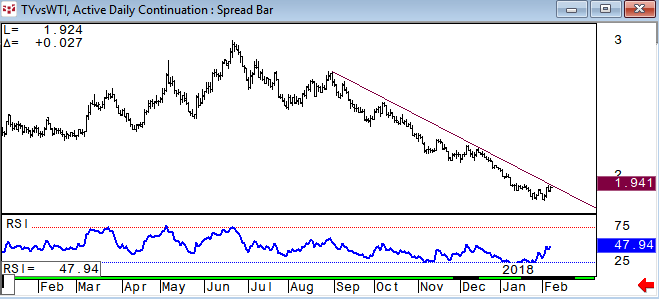 TYvsWTI, Active Daily Continuation : Spread Bar
L= 1.924
Δ= +0.027
3
2
1.941
RSI
75
47.94
25
2018
RSI= 47.94
Feb Mar Apr May Jun Jul Aug Sep Oct Nov Dec Jan Feb